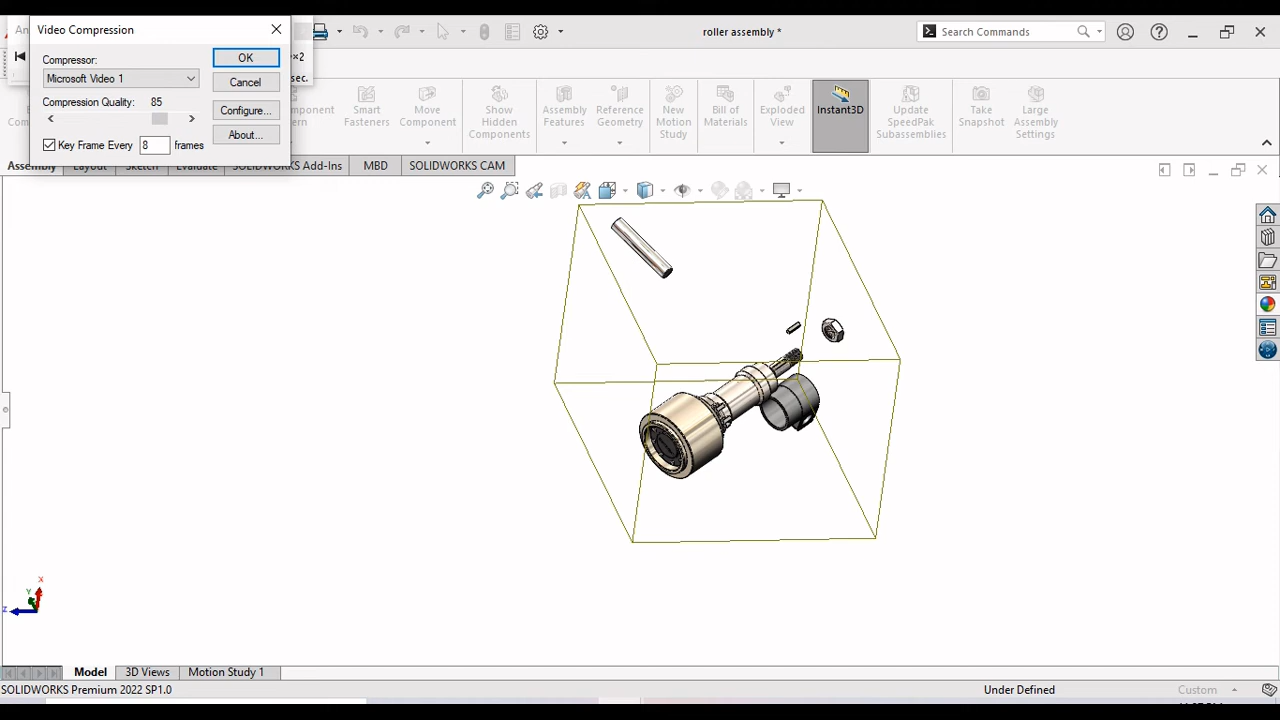 Video Compression
Compressor:
Microsoft Video 1
Compression Quality: 85
Key Frame Every 8 frames
OK
Cancel
Configure...
About...
×2
sec.
roller assembly *
Search Commands
Smart Fasteners
Move Component
Show Hidden Components
Assembly Features
Reference Geometry
New Motion Study
Bill of Materials
Exploded View
Instant3D
Update SpeedPak Subassemblies
Take Snapshot
Large Assembly Settings
Assembly
Layout
Sketch
Evaluate
SOLIDWORKS Add-Ins
MBD
SOLIDWORKS CAM
X
Y
Z
Model
3D Views
Motion Study 1
SOLIDWORKS Premium 2022 SP1.0
Under Defined
Custom